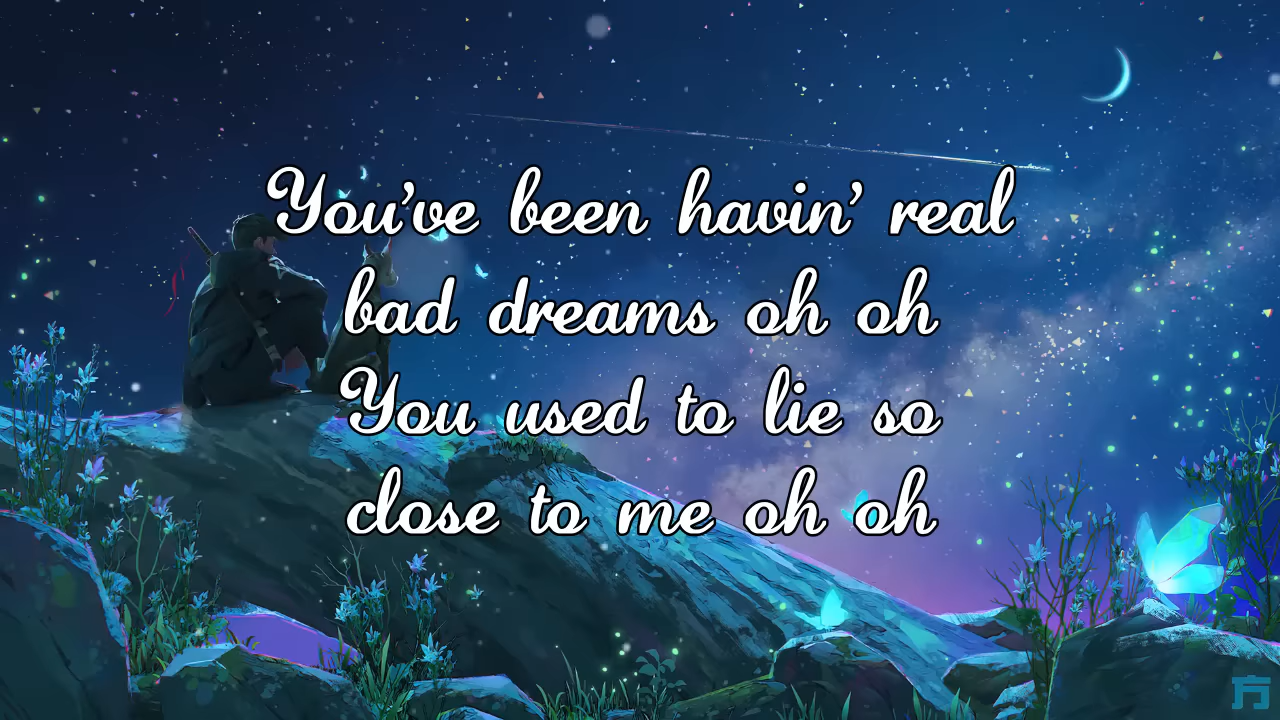 You've been havin' real
bad dreams oh oh
You used to lie so
close to me oh oh